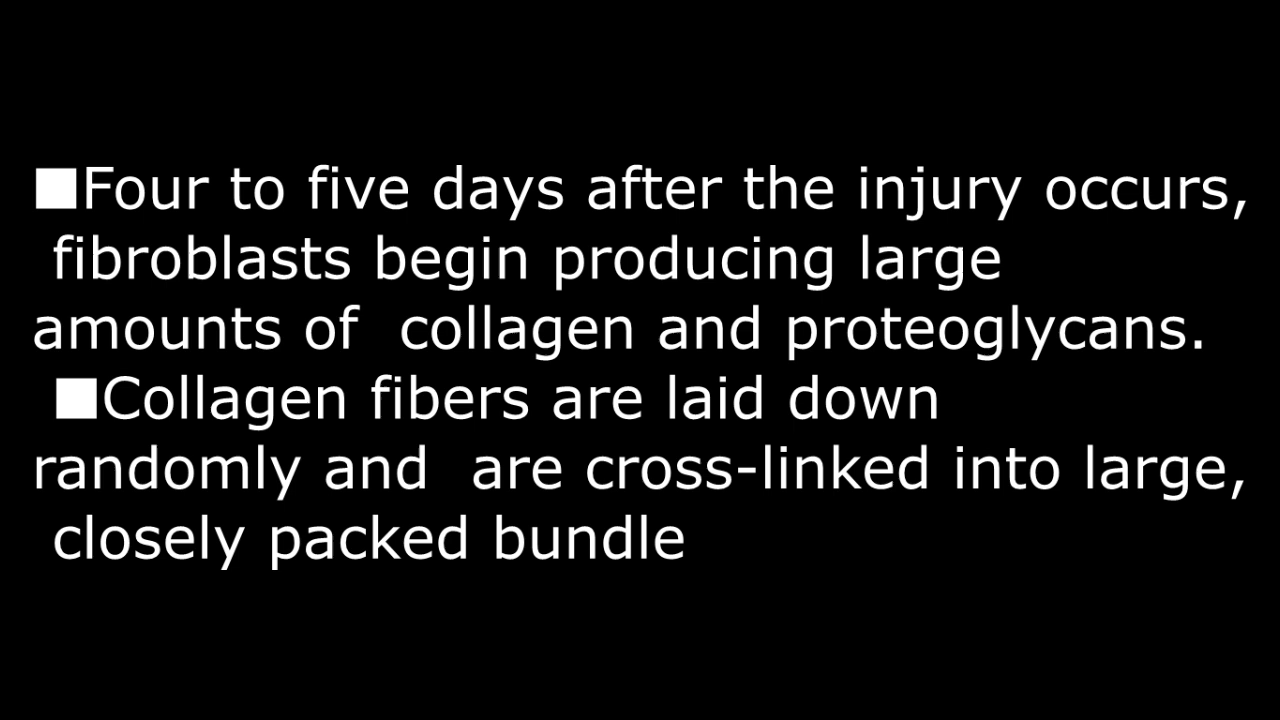 ■Four to five days after the injury occurs,
fibroblasts begin producing large
amounts of  collagen and proteoglycans.
■Collagen fibers are laid down
randomly and  are cross-linked into large,
closely packed bundle